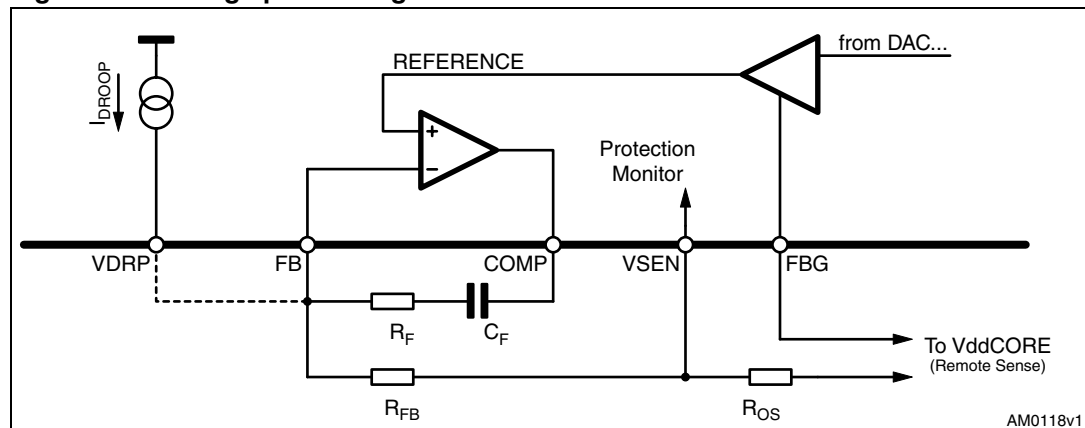 from DAC...
REFERENCE
I_DROOP
+
−
Protection
Monitor
VDRP
FB
COMP
VSEN
FBG
R_F
C_F
To VddCORE
(Remote Sense)
R_FB
R_OS
AM0118v1